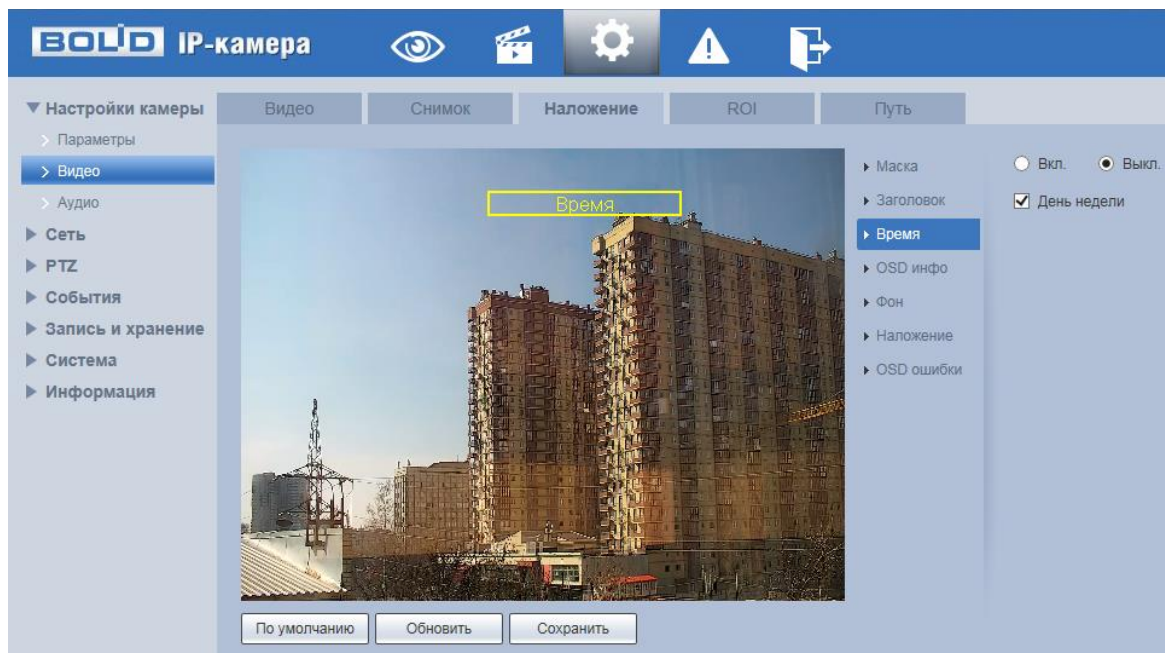 BOLID IP-камера
Настройки камеры
Параметры
Видео
Аудио
Сеть
PTZ
События
Запись и хранение
Система
Информация
Видео
Снимок
Наложение
ROI
Путь
Время
Маска
Заголовок
Время
OSD инфо
Фон
Наложение
OSD ошибки
Вкл.
Выкл.
День недели
По умолчанию
Обновить
Сохранить